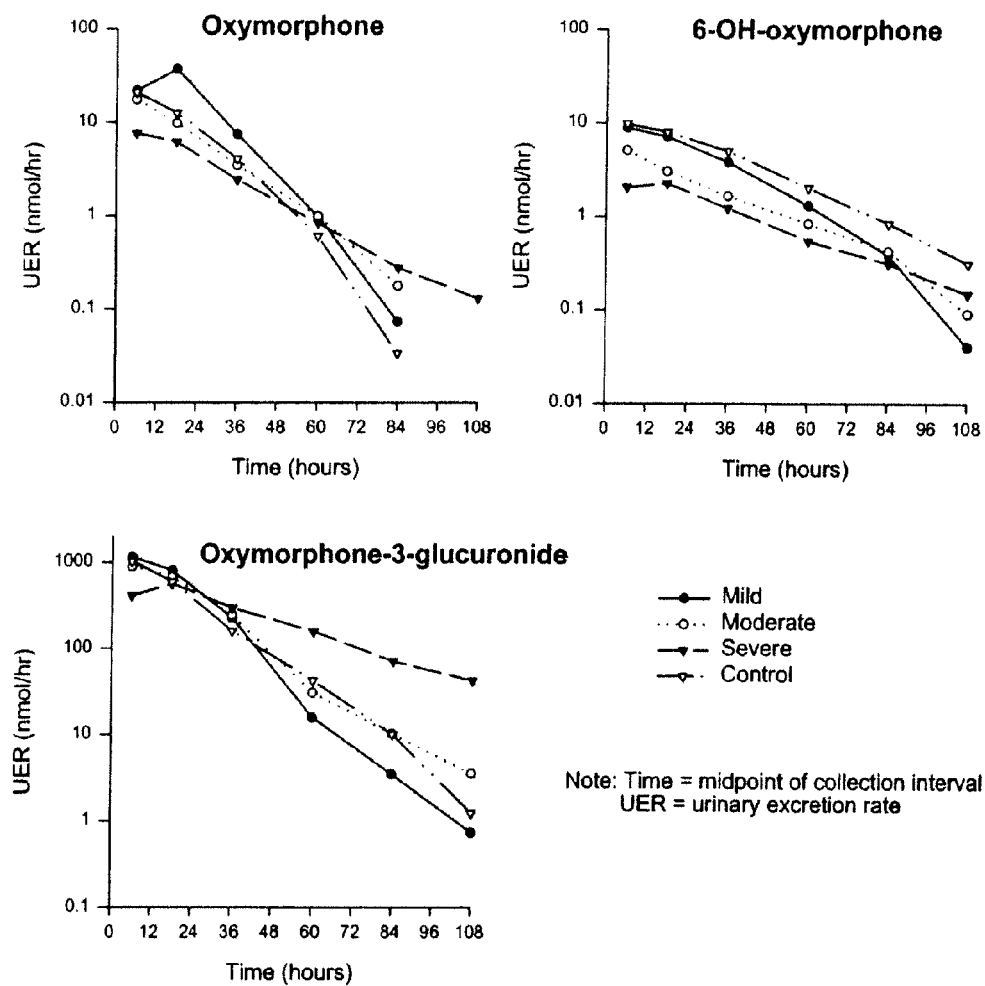 Oxymorphone
100
10
1
0.1
0.01
UER (nmol/hr)
0 12 24 36 48 60 72 84 96 108
Time (hours)
6-OH-oxymorphone
100
10
1
0.1
0.01
UER (nmol/hr)
0 12 24 36 48 60 72 84 96 108
Time (hours)
Oxymorphone-3-glucuronide
1000
100
10
1
0.1
UER (nmol/hr)
0 12 24 36 48 60 72 84 96 108
Time (hours)
Mild
Moderate
Severe
Control
Note: Time = midpoint of collection interval
UER = urinary excretion rate